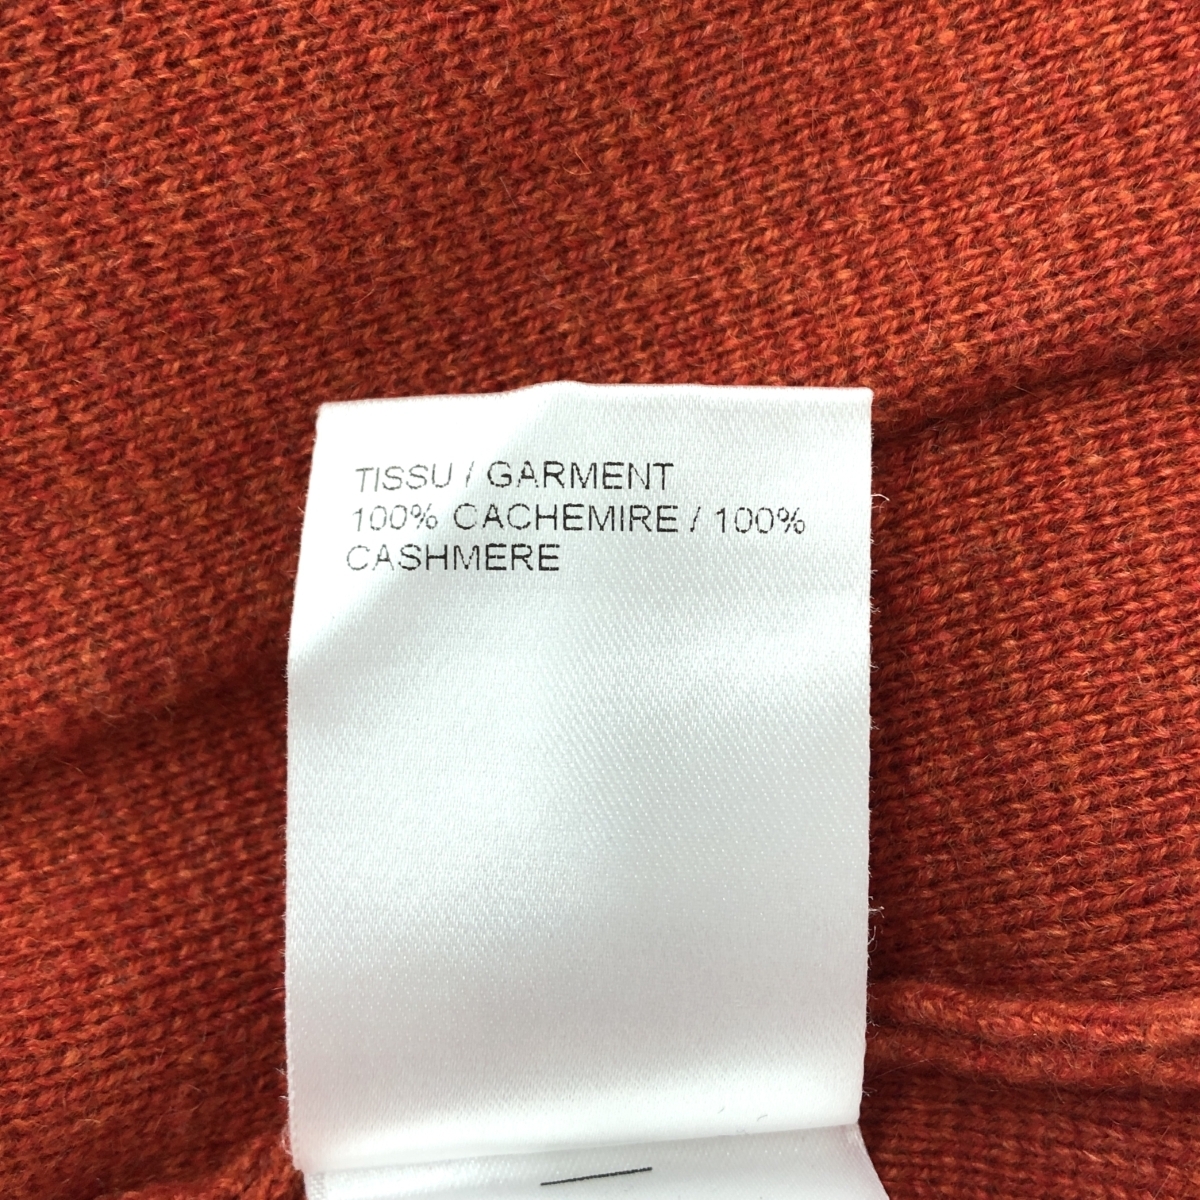 TISSU / GARMENT
100% CACHEMIRE / 100%
CASHMERE